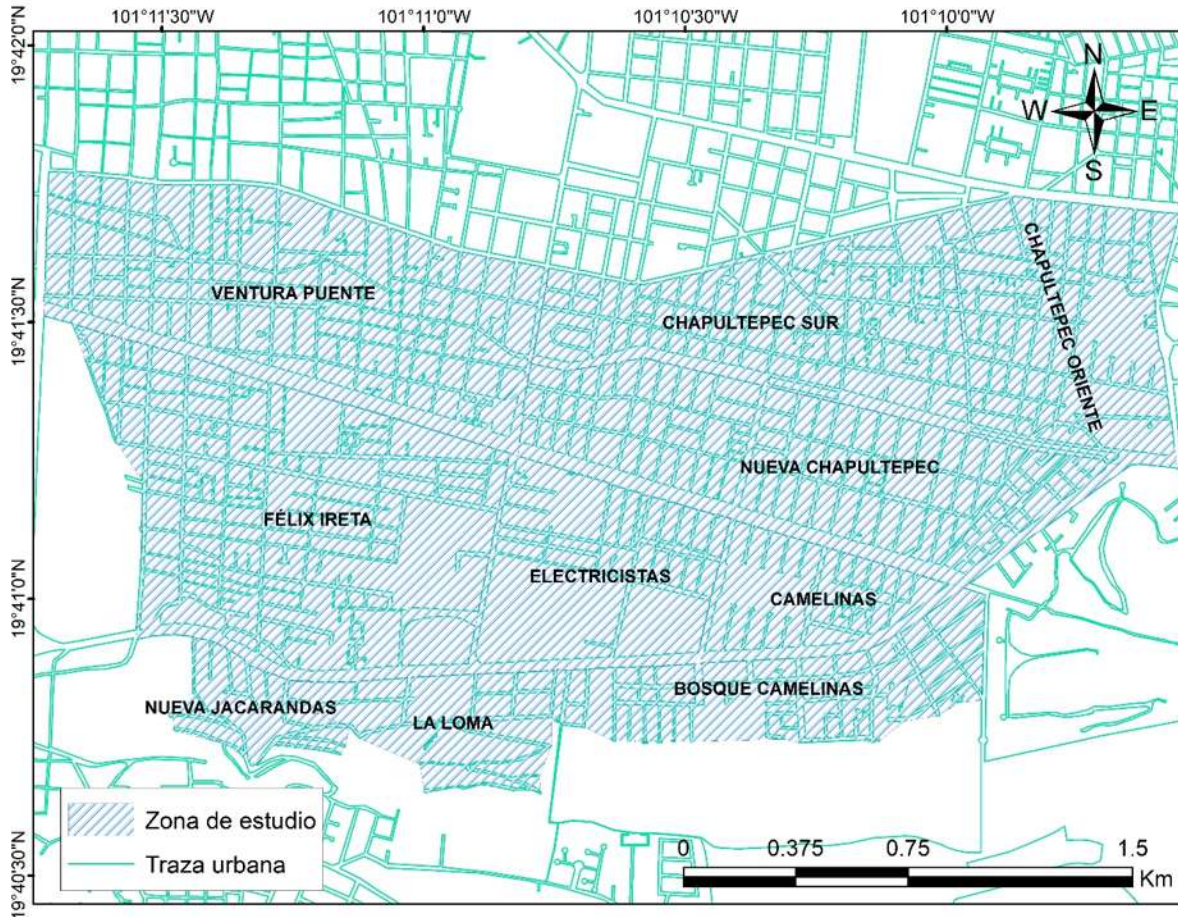 101°11'30"W
101°11'0"W
101°10'30"W
101°10'0"W
19°42'0"N
19°41'30"N
19°41'0"N
19°40'30"N
N
W
E
S
CHAPULTEPEC ORIENTE
VENTURA PUENTE
CHAPULTEPEC SUR
NUEVA CHAPULTEPEC
FÉLIX IRETA
ELECTRICISTAS
CAMELINAS
BOSQUE CAMELINAS
NUEVA JACARANDAS
LA LOMA
Zona de estudio
Traza urbana
0 0.375 0.75 1.5
Km